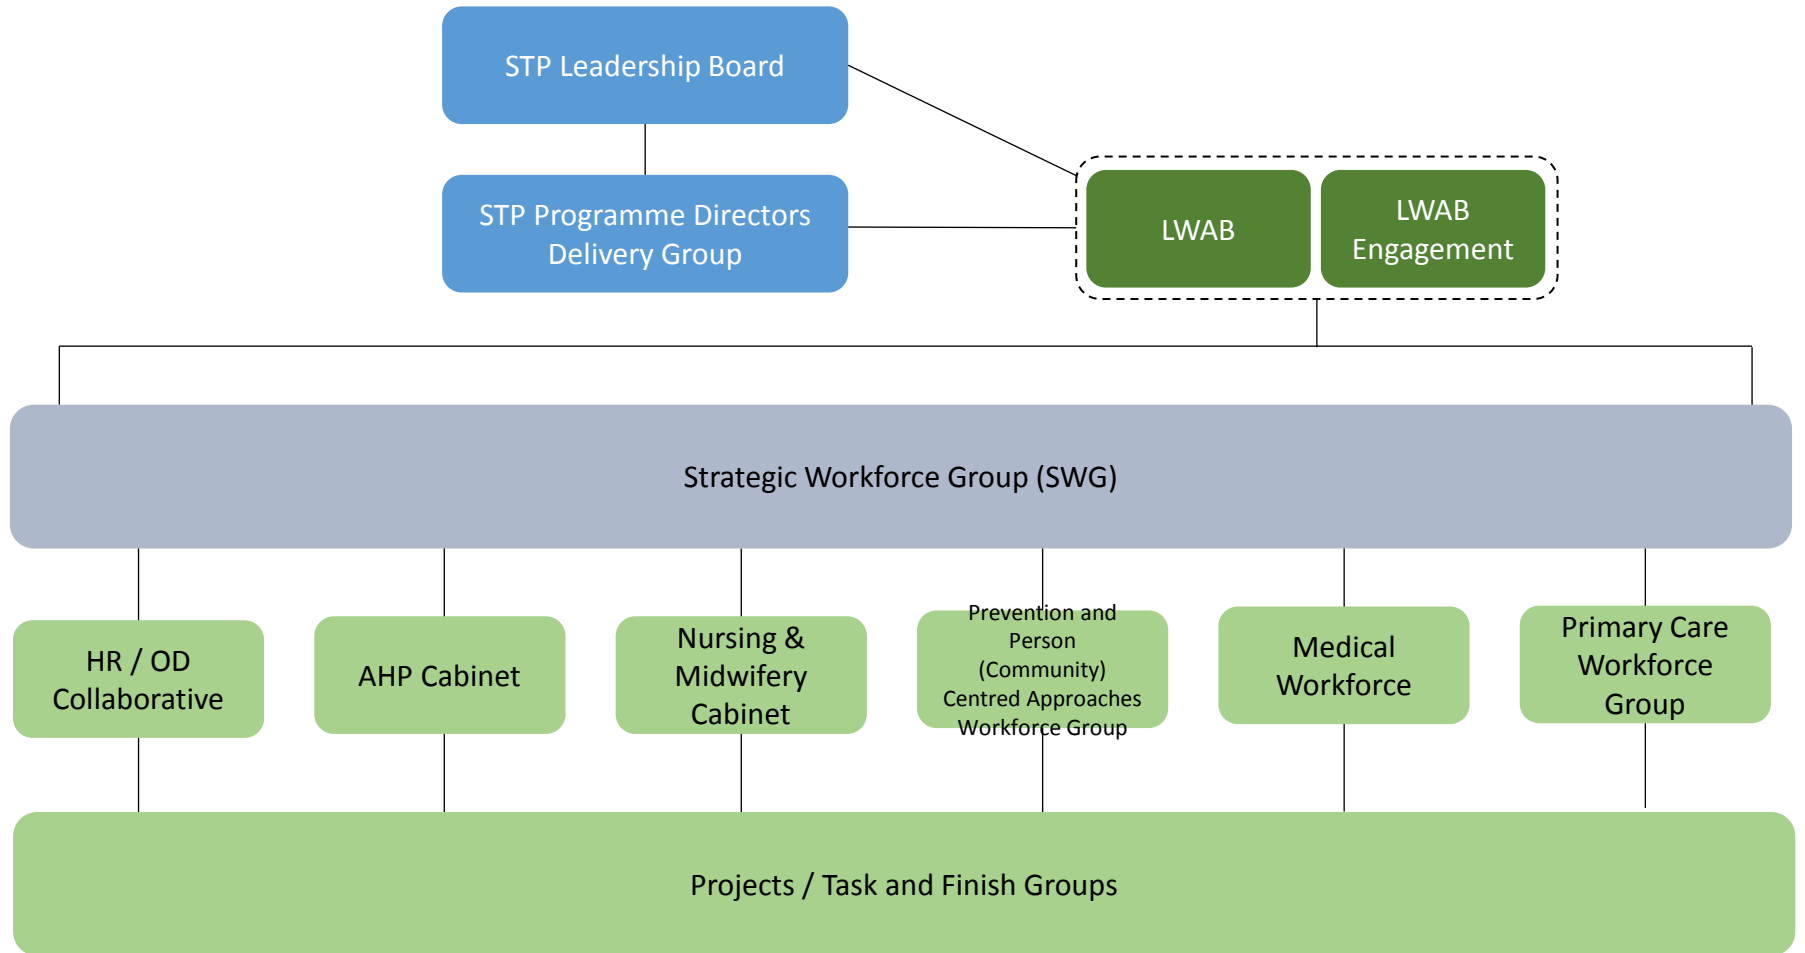 STP Leadership Board
STP Programme Directors
Delivery Group
LWAB
LWAB
Engagement
Strategic Workforce Group (SWG)
HR / OD
Collaborative
AHP Cabinet
Nursing &
Midwifery
Cabinet
Prevention and
Person
(Community)
Centred Approaches
Workforce Group
Medical
Workforce
Primary Care
Workforce
Group
Projects / Task and Finish Groups